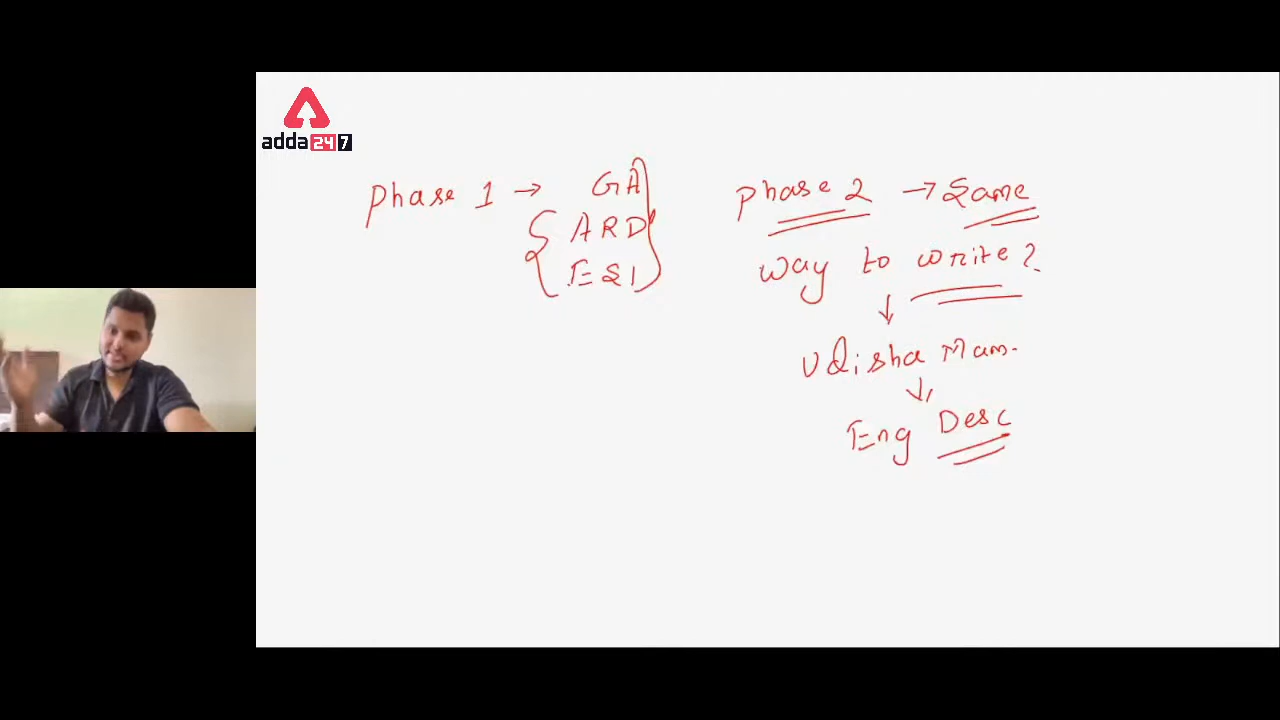 adda247
Phase 1 → GA
{ ARD
ESI }
Phase 2 → Same
way to write?
↓
Udisha Mam.
↓
Eng Desc